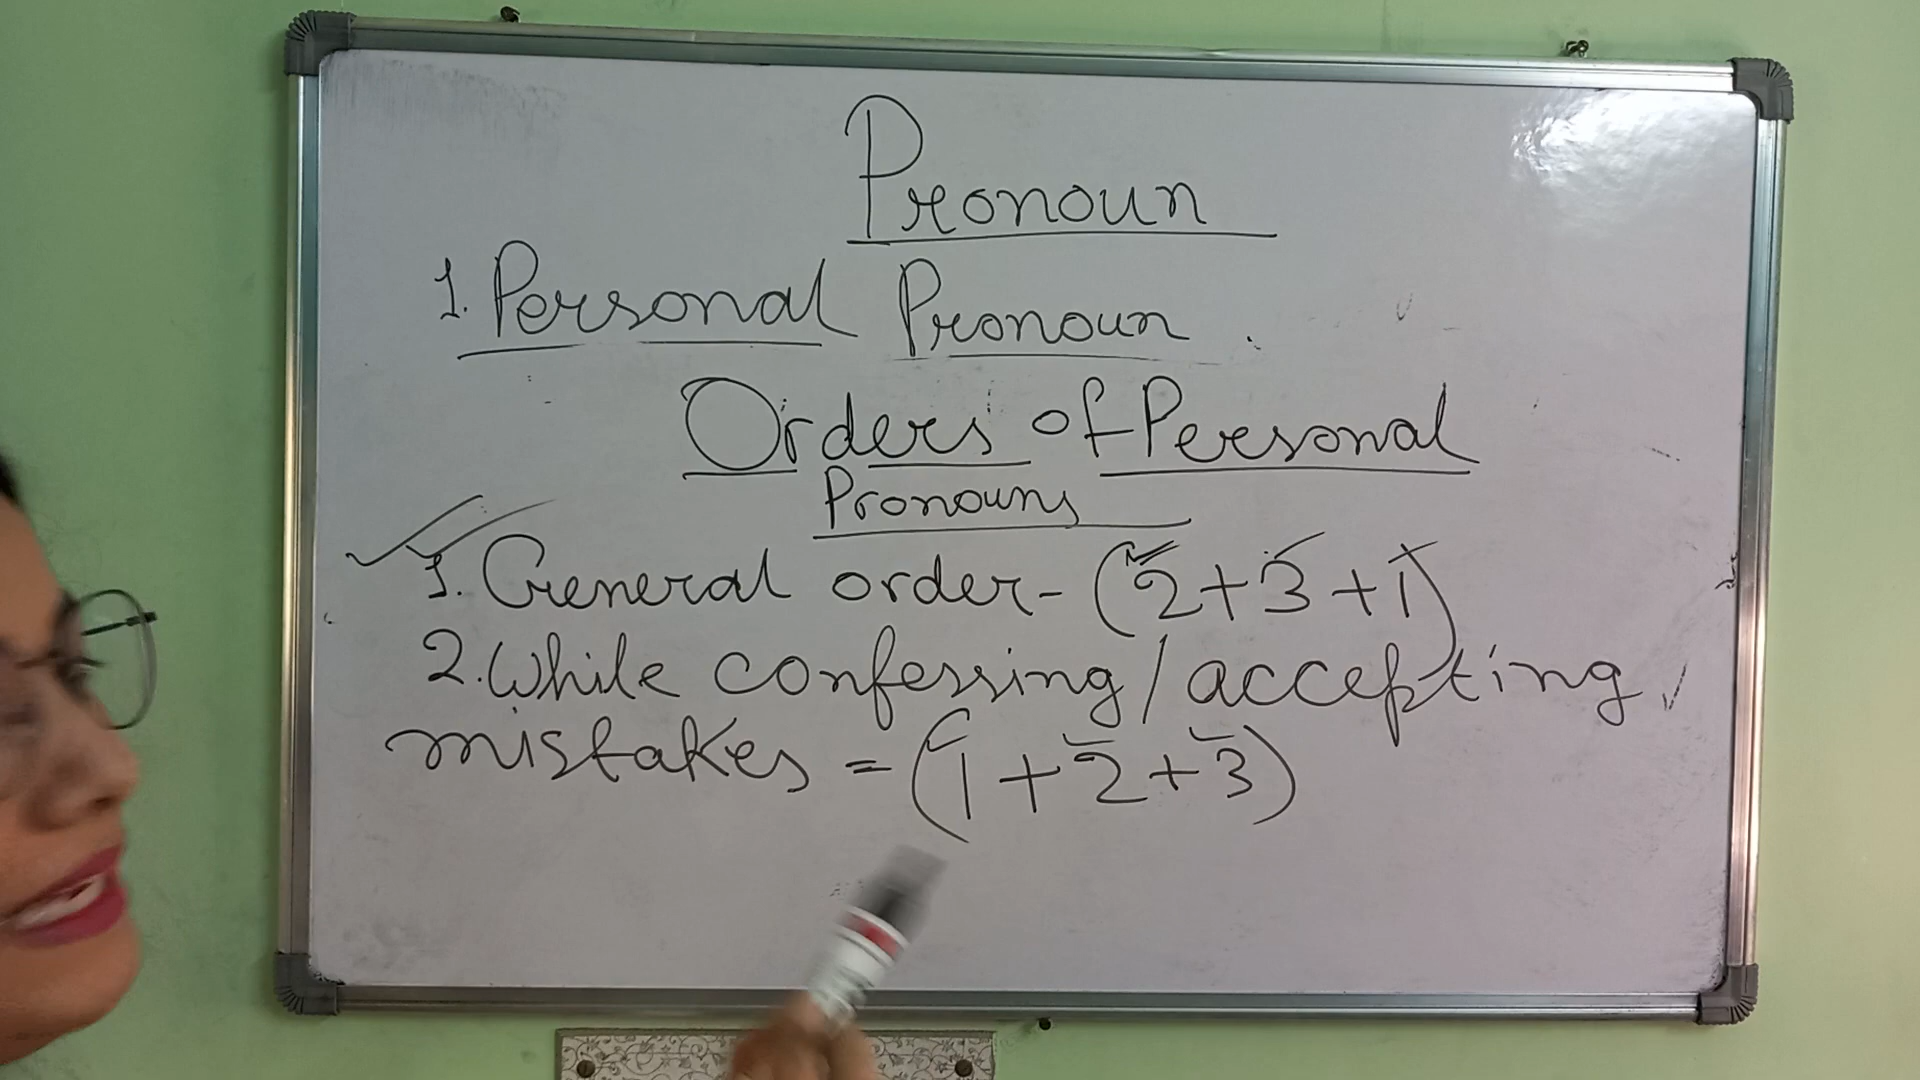 Pronoun
1. Personal Pronoun
Orders of Personal
Pronouns
1. General order - (2+3+1)
2. While confessing / accepting
mistakes = (1+2+3)